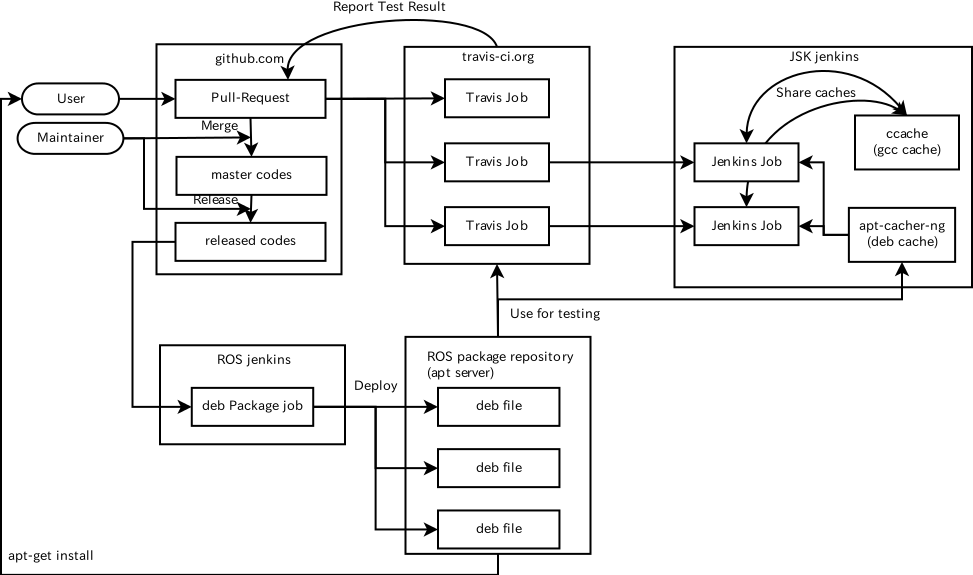 Report Test Result
github.com
travis-ci.org
JSK jenkins
User
Pull-Request
Travis Job
Share caches
Maintainer
Merge
ccache
(gcc cache)
master codes
Travis Job
Jenkins Job
Release
released codes
Travis Job
Jenkins Job
apt-cacher-ng
(deb cache)
Use for testing
ROS jenkins
ROS package repository
(apt server)
deb Package job
Deploy
deb file
deb file
deb file
apt-get install